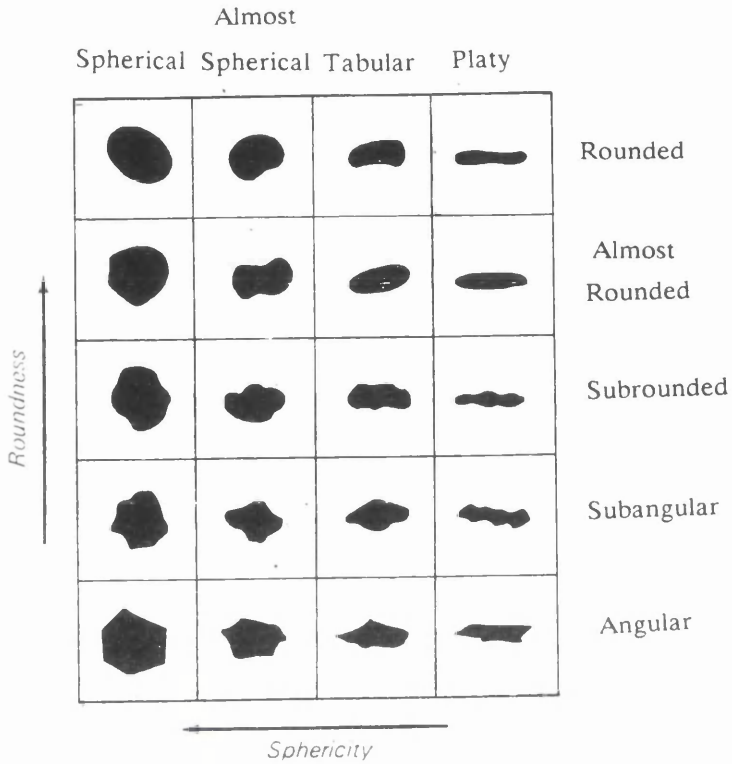 Almost
Spherical Spherical Tabular Platy
Rounded
Almost
Rounded
Subrounded
Subangular
Angular
Roundness
Sphericity